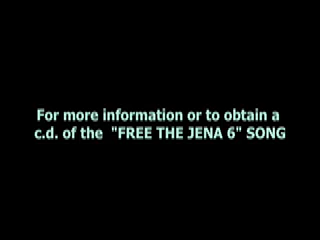 For more information or to obtain a
c.d. of the "FREE THE JENA 6" SONG